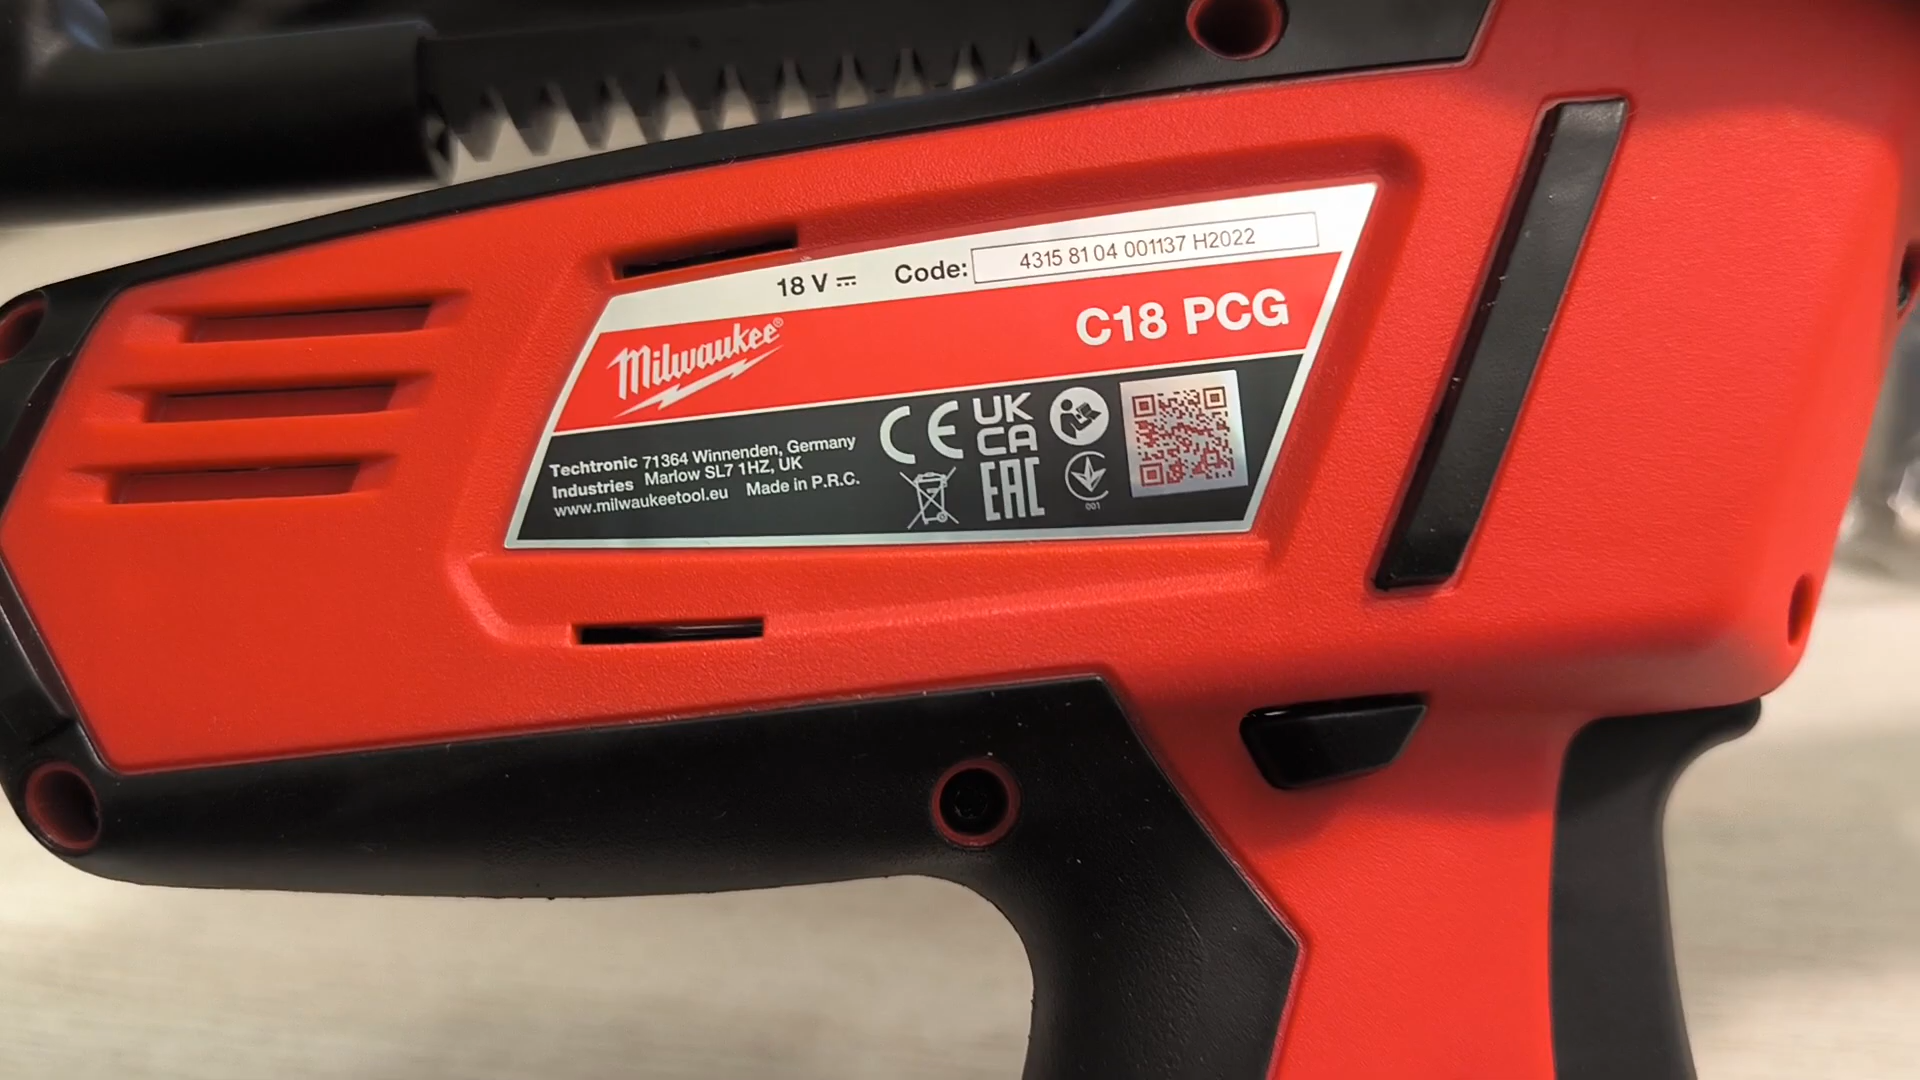 18 V Code: 4315 81 04 001137 H2022
Milwaukee®
C18 PCG
Techtronic 71364 Winnenden, Germany
Industries Marlow SL7 1HZ, UK
www.milwaukeetool.eu Made in P.R.C.
CE
UK
CA
EAC
001